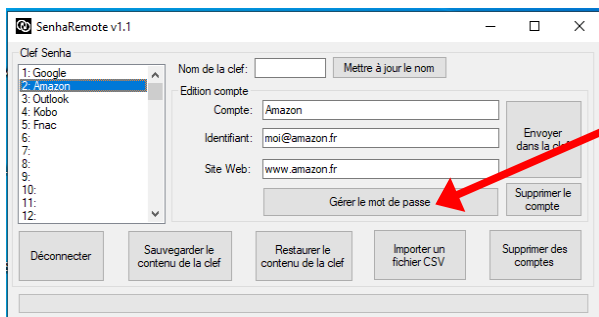 SenhaRemote v1.1
Clef Senha
1: Google
2: Amazon
3: Outlook
4: Kobo
5: Fnac
6:
7:
8:
9:
10:
11:
12:
Nom de la clef:
Mettre à jour le nom
Edition compte
Compte: Amazon
Identifiant: moi@amazon.fr
Site Web: www.amazon.fr
Envoyer
dans la clef
Gérer le mot de passe
Supprimer le
compte
Déconnecter
Sauvegarder le
contenu de la clef
Restaurer le
contenu de la clef
Importer un
fichier CSV
Supprimer des
comptes